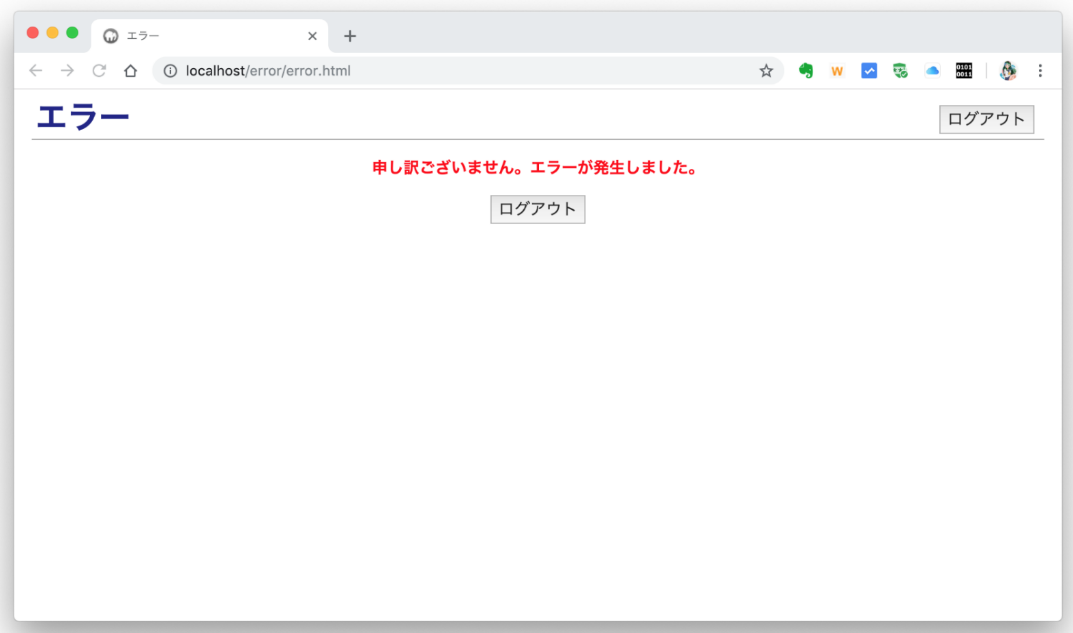 エラー
localhost/error/error.html
W
0101
0011
エラー
ログアウト
申し訳ございません。エラーが発生しました。
ログアウト